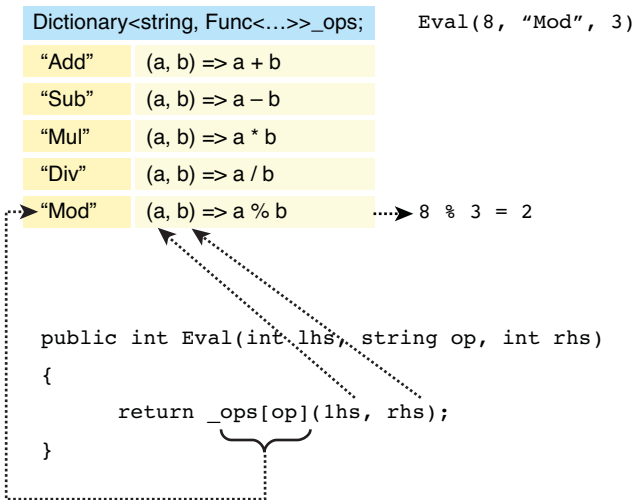 Dictionary<string, Func<…>>_ops; Eval(8, “Mod”, 3)
“Add” (a, b) => a + b
“Sub” (a, b) => a – b
“Mul” (a, b) => a * b
“Div” (a, b) => a / b
“Mod” (a, b) => a % b 8 % 3 = 2
public int Eval(int lhs, string op, int rhs)
{
return _ops[op](lhs, rhs);
}